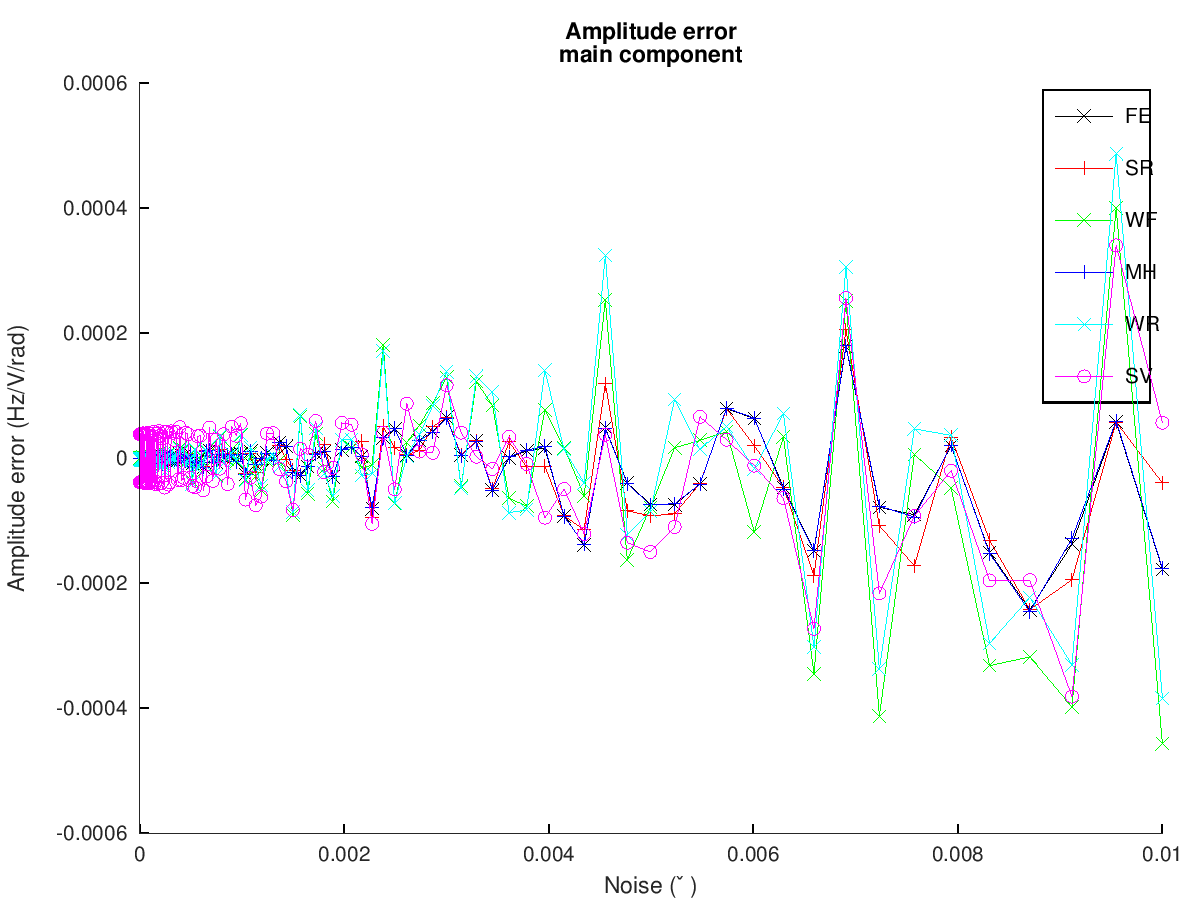 Amplitude error
main component
0.0006
0.0004
0.0002
0
-0.0002
-0.0004
-0.0006
Amplitude error (Hz/V/rad)
0
0.002
0.004
0.006
0.008
0.01
Noise (ˇ )
FE
SR
WF
MH
WR
SV